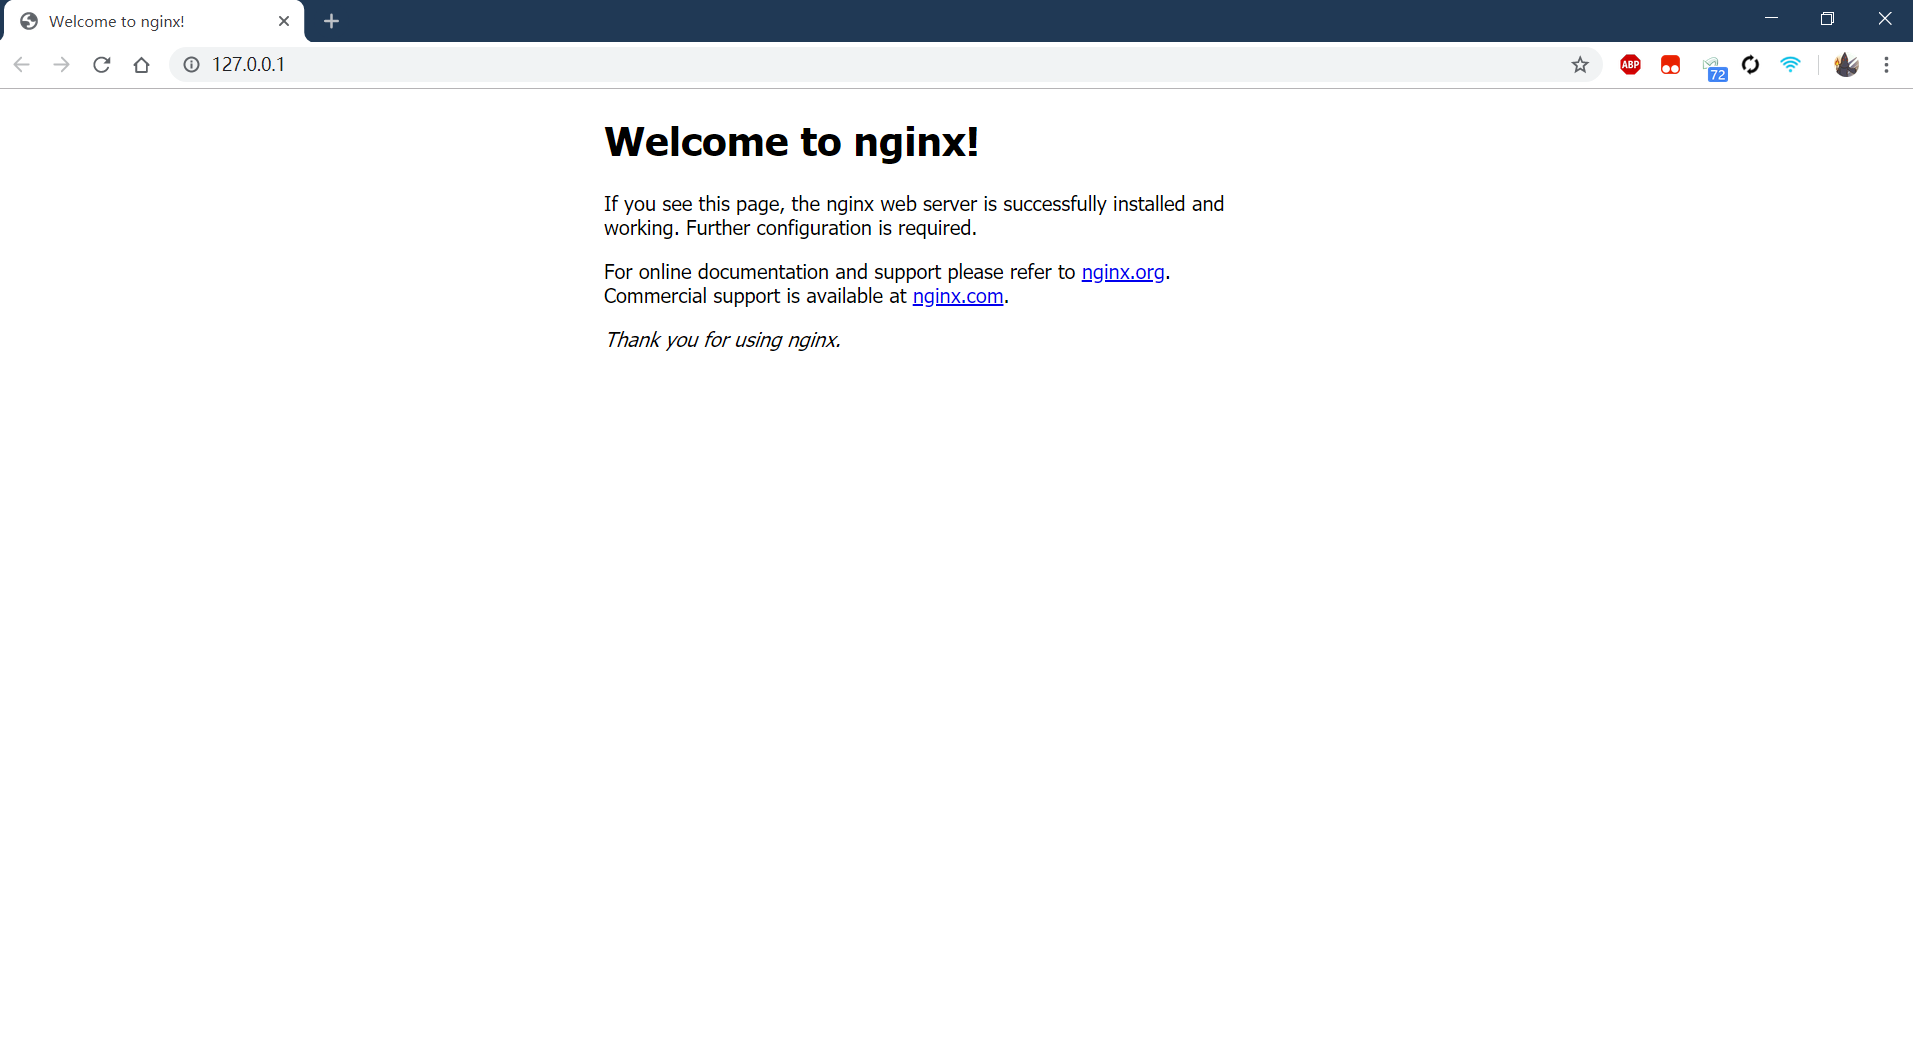 Welcome to nginx!
127.0.0.1
ABP
72
Welcome to nginx!
If you see this page, the nginx web server is successfully installed and
working. Further configuration is required.
For online documentation and support please refer to nginx.org.
Commercial support is available at nginx.com.
Thank you for using nginx.